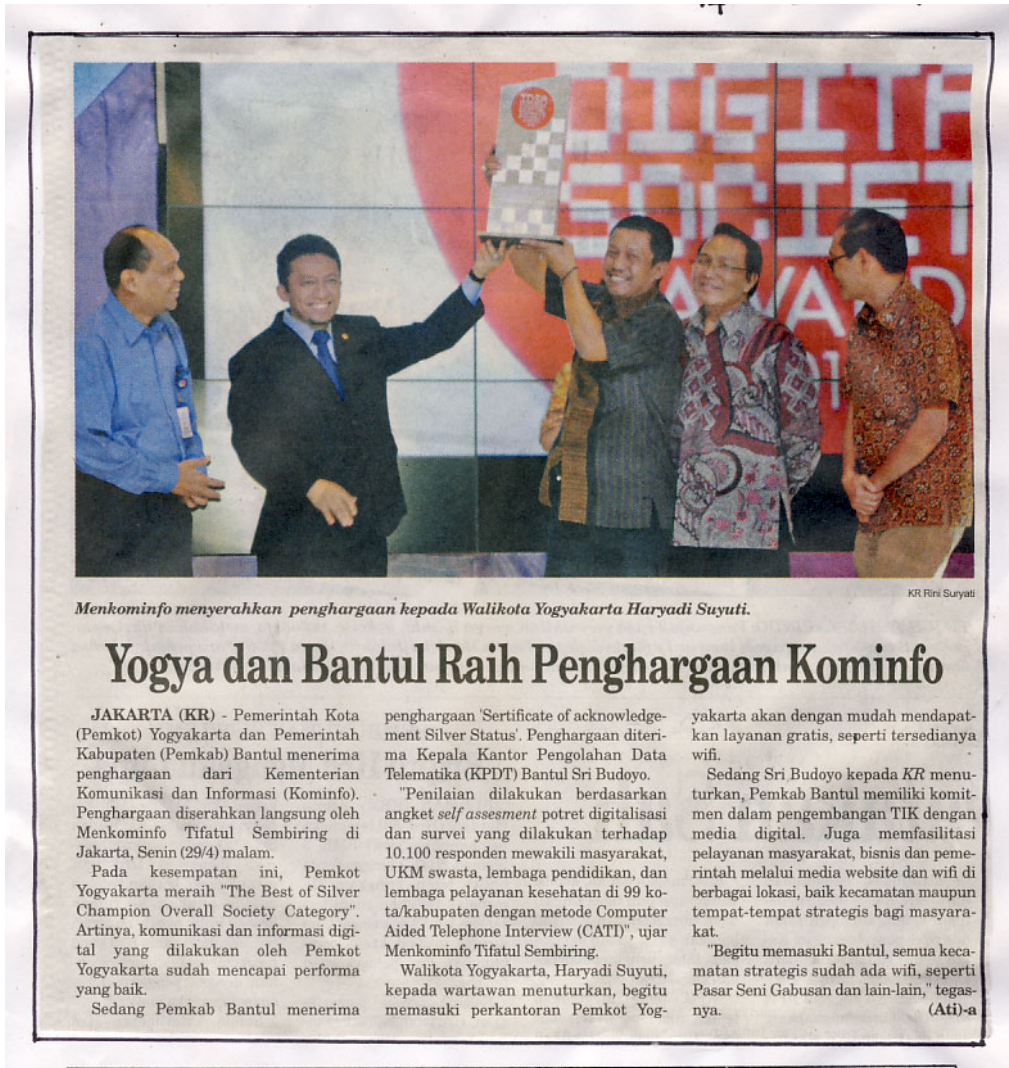 DIGITA
SOCIET
AWARD
KR Rini Suryati
Menkominfo menyerahkan penghargaan kepada Walikota Yogyakarta Haryadi Suyuti.
Yogya dan Bantul Raih Penghargaan Kominfo
JAKARTA (KR) - Pemerintah Kota
(Pemkot) Yogyakarta dan Pemerintah
Kabupaten (Pemkab) Bantul menerima
penghargaan dari Kementerian
Komunikasi dan Informasi (Kominfo).
Penghargaan diserahkan langsung oleh
Menkominfo Tifatul Sembiring di
Jakarta, Senin (29/4) malam.
Pada kesempatan ini, Pemkot
Yogyakarta meraih "The Best of Silver
Champion Overall Society Category".
Artinya, komunikasi dan informasi digi-
tal yang dilakukan oleh Pemkot
Yogyakarta sudah mencapai performa
yang baik.
Sedang Pemkab Bantul menerima
penghargaan 'Sertificate of acknowledge-
ment Silver Status'. Penghargaan diteri-
ma Kepala Kantor Pengolahan Data
Telematika (KPDT) Bantul Sri Budoyo.
"Penilaian dilakukan berdasarkan
angket self assesment potret digitalisasi
dan survei yang dilakukan terhadap
10.100 responden mewakili masyarakat,
UKM swasta, lembaga pendidikan, dan
lembaga pelayanan kesehatan di 99 ko-
ta/kabupaten dengan metode Computer
Aided Telephone Interview (CATI)", ujar
Menkominfo Tifatul Sembiring.
Walikota Yogyakarta, Haryadi Suyuti,
kepada wartawan menuturkan, begitu
memasuki perkantoran Pemkot Yog-
yakarta akan dengan mudah mendapat-
kan layanan gratis, seperti tersedianya
wifi.
Sedang Sri Budoyo kepada KR menu-
turkan, Pemkab Bantul memiliki komit-
men dalam pengembangan TIK dengan
media digital. Juga memfasilitasi
pelayanan masyarakat, bisnis dan peme-
rintah melalui media website dan wifi di
berbagai lokasi, baik kecamatan maupun
tempat-tempat strategis bagi masyara-
kat.
"Begitu memasuki Bantul, semua keca-
matan strategis sudah ada wifi, seperti
Pasar Seni Gabusan dan lain-lain," tegas-
nya. (Ati)-a